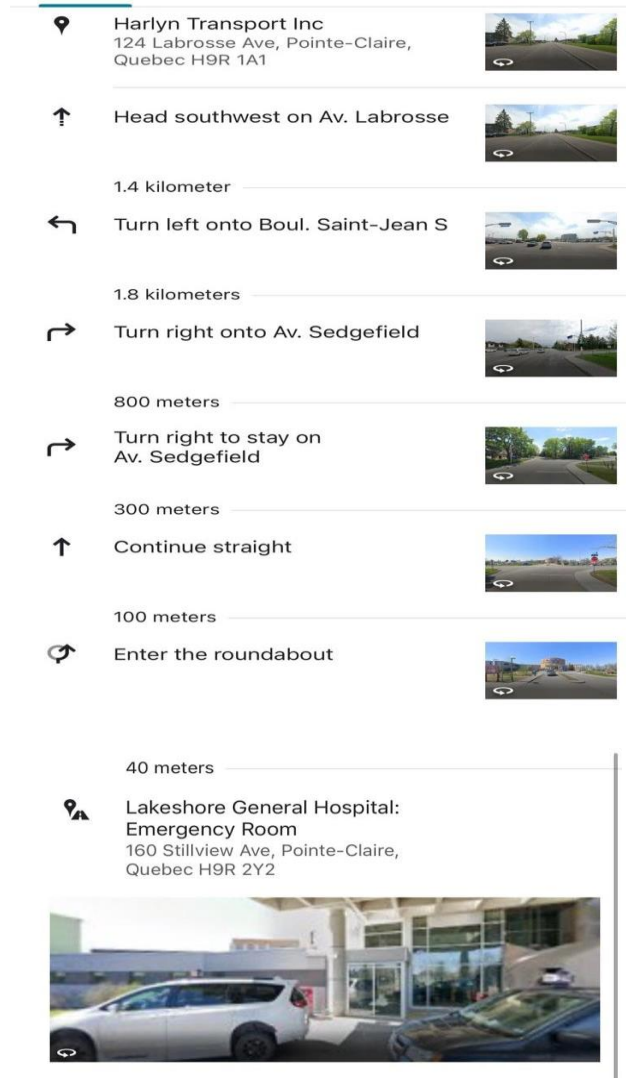 Harlyn Transport Inc
124 Labrosse Ave, Pointe-Claire,
Quebec H9R 1A1
Head southwest on Av. Labrosse
1.4 kilometer
Turn left onto Boul. Saint-Jean S
1.8 kilometers
Turn right onto Av. Sedgefield
800 meters
Turn right to stay on
Av. Sedgefield
300 meters
Continue straight
100 meters
Enter the roundabout
40 meters
Lakeshore General Hospital:
Emergency Room
160 Stillview Ave, Pointe-Claire,
Quebec H9R 2Y2